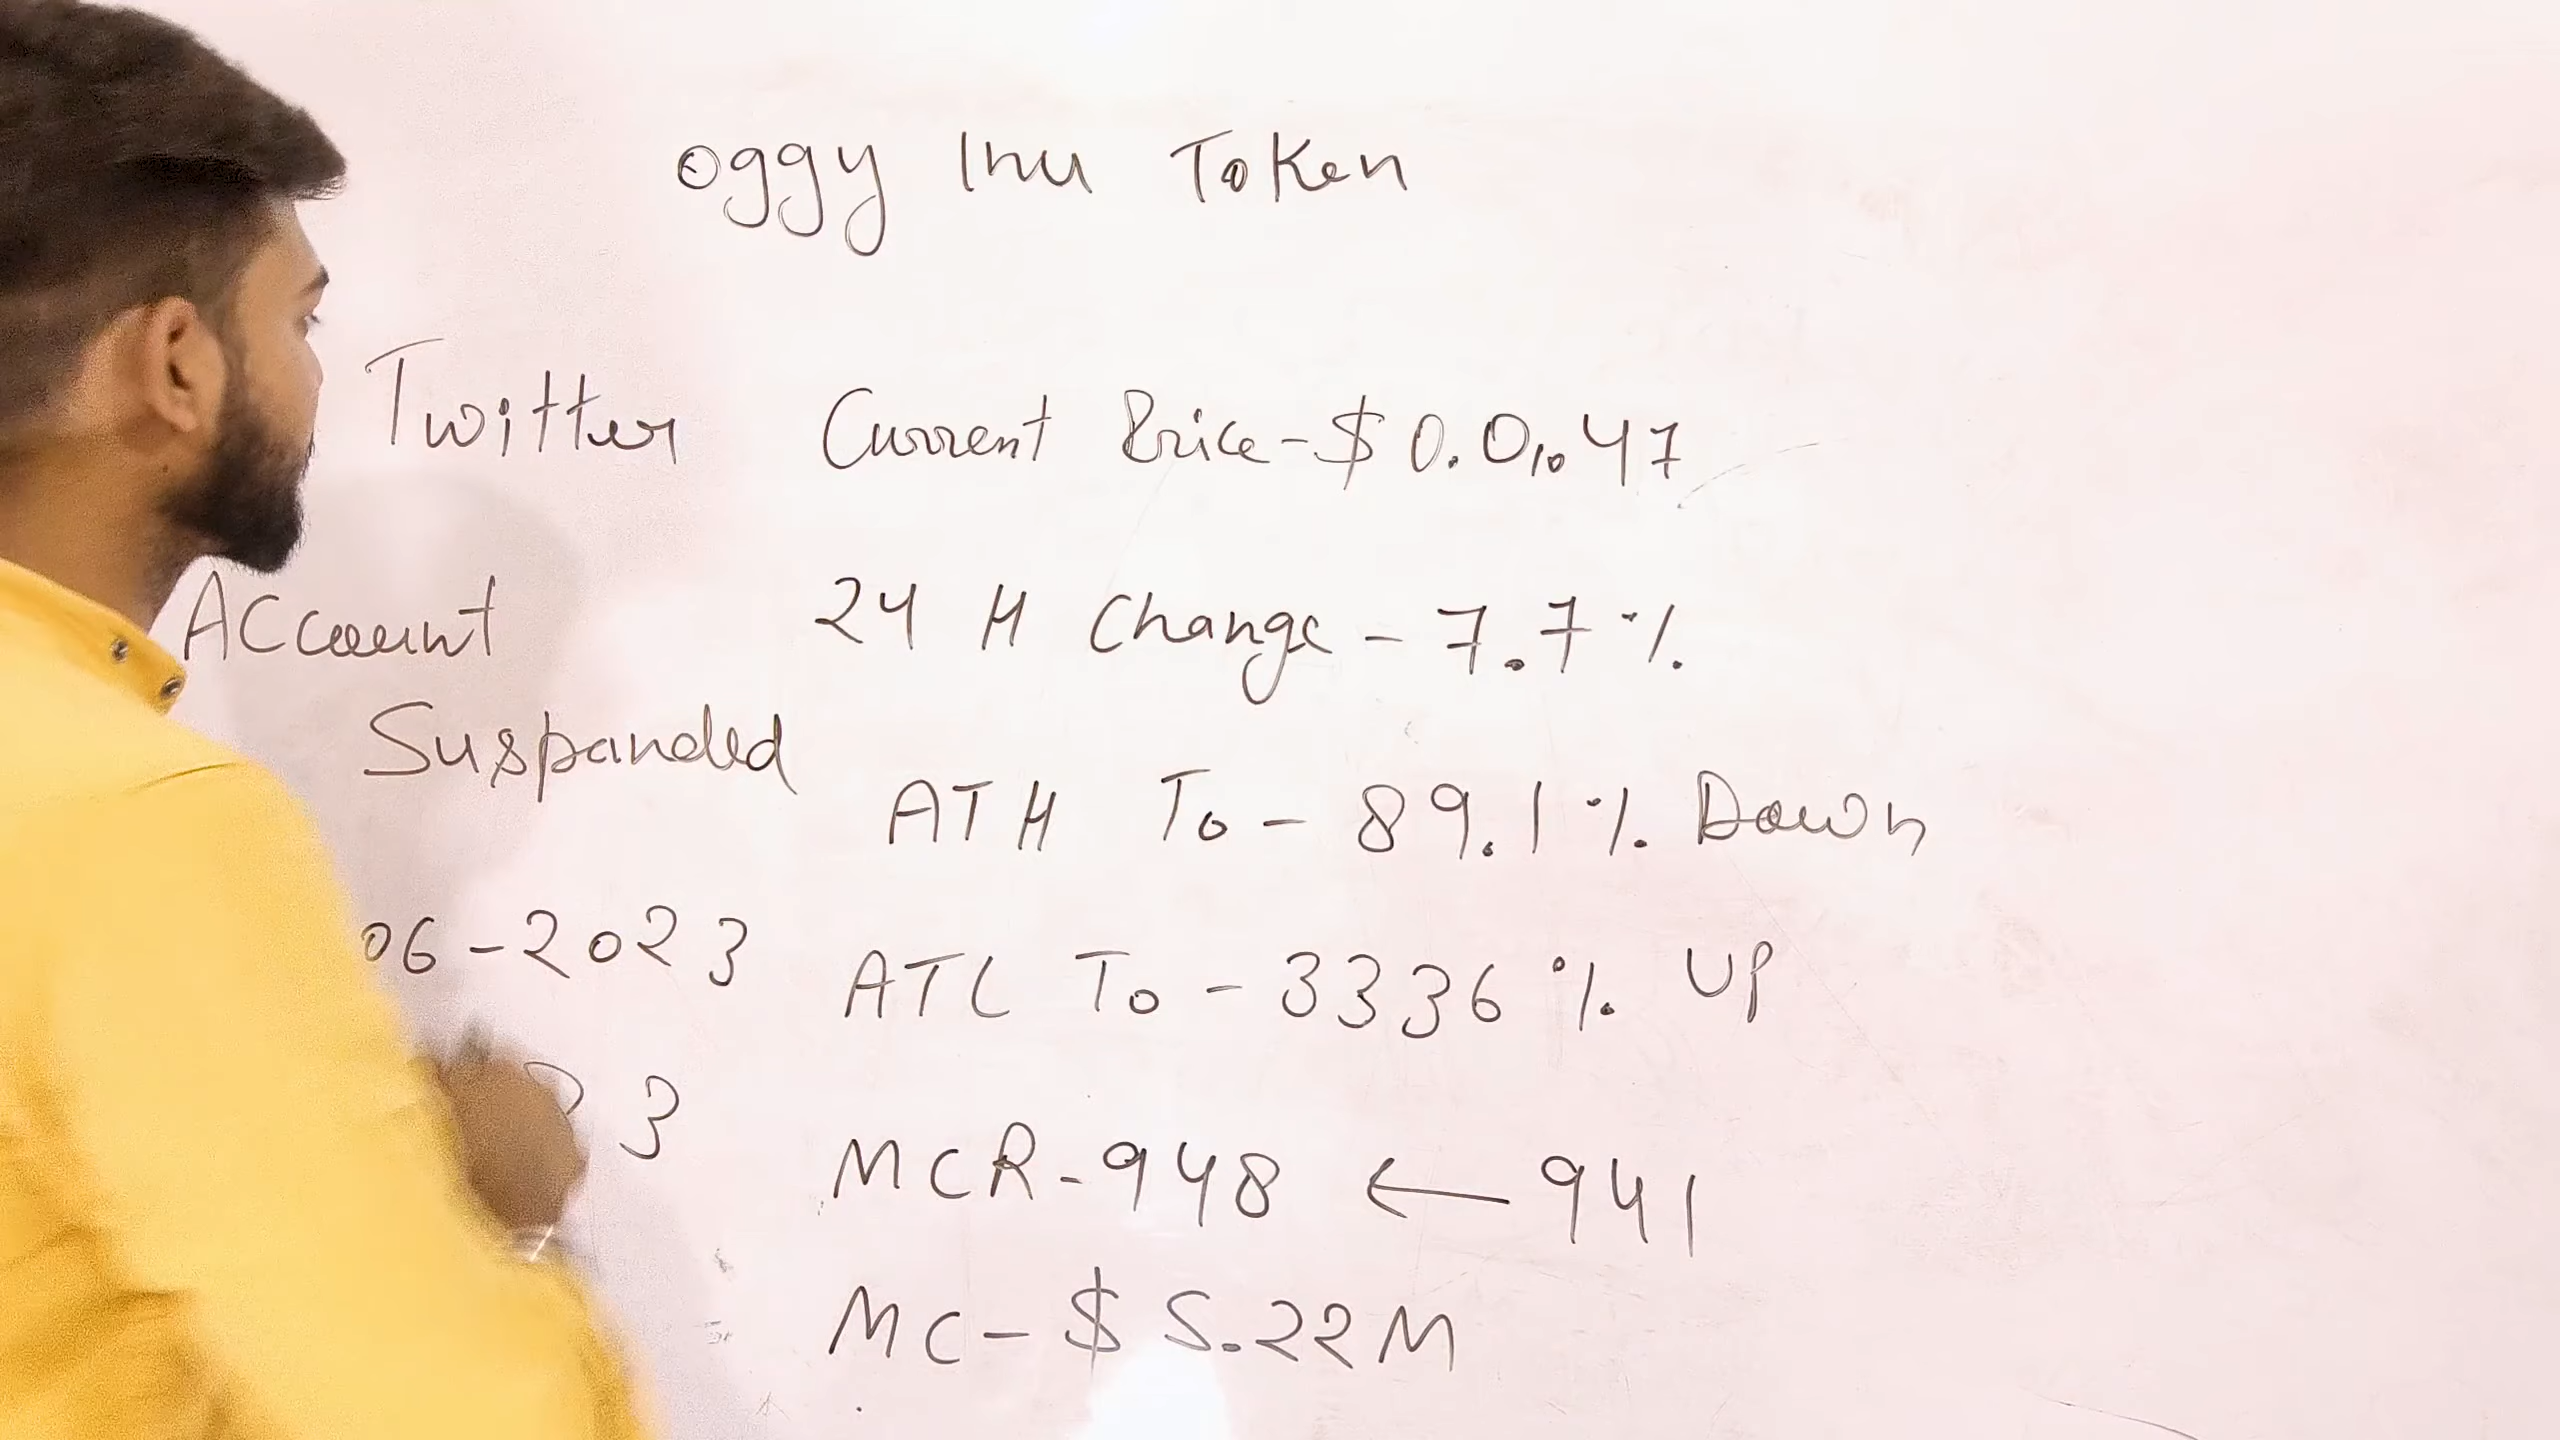 Oggy Inu Token
Twitter
Account
Suspanded
06-2023
3
Current Price-$0.0₁₀47
24 H Change - 7.7%
ATH To - 89.1% Down
ATL To - 3336% UP
MCR-948 ← 941
MC-$5.22M